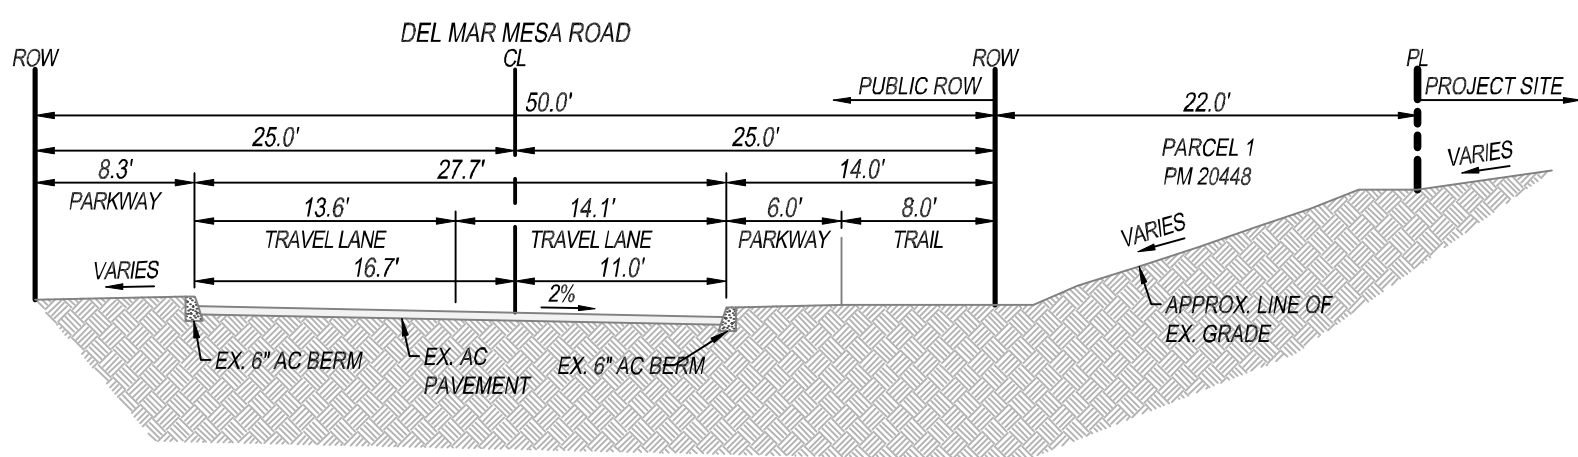 DEL MAR MESA ROAD
ROW
CL
ROW
PL
PUBLIC ROW
PROJECT SITE
50.0'
22.0'
25.0'
25.0'
PARCEL 1
PM 20448
VARIES
8.3'
27.7'
14.0'
PARKWAY
13.6'
14.1'
6.0'
8.0'
TRAVEL LANE
TRAVEL LANE
PARKWAY
TRAIL
VARIES
VARIES
16.7'
11.0'
2%
APPROX. LINE OF
EX. GRADE
EX. 6" AC BERM
EX. AC
PAVEMENT
EX. 6" AC BERM